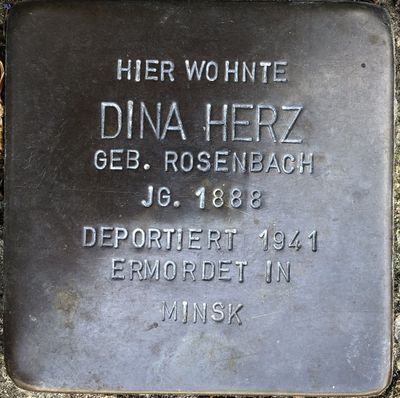 HIER WOHNTE
DINA HERZ
GEB. ROSENBACH
JG. 1888
DEPORTIERT 1941
ERMORDET IN
MINSK